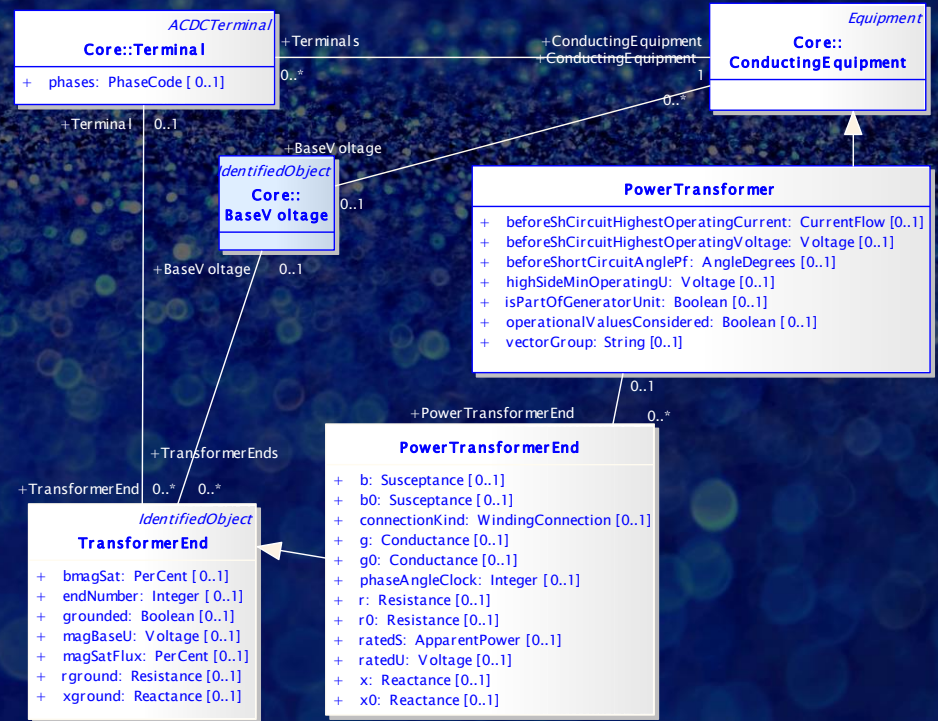 ACDCTerminal
Core::Terminal
+ phases: PhaseCode [0..1]
+Terminals
0..*
+ConductingEquipment
+ConductingEquipment
1
0..*
Equipment
Core::
ConductingEquipment
+Terminal 0..1
+BaseVoltage
0..1
IdentifiedObject
Core::
BaseVoltage
+BaseVoltage 0..1
PowerTransformer
+ beforeShCircuitHighestOperatingCurrent: CurrentFlow [0..1]
+ beforeShCircuitHighestOperatingVoltage: Voltage [0..1]
+ beforeShortCircuitAnglePf: AngleDegrees [0..1]
+ highSideMinOperatingU: Voltage [0..1]
+ isPartOfGeneratorUnit: Boolean [0..1]
+ operationalValuesConsidered: Boolean [0..1]
+ vectorGroup: String [0..1]
0..1
+PowerTransformerEnd 0..*
PowerTransformerEnd
+ b: Susceptance [0..1]
+ b0: Susceptance [0..1]
+ connectionKind: WindingConnection [0..1]
+ g: Conductance [0..1]
+ g0: Conductance [0..1]
+ phaseAngleClock: Integer [0..1]
+ r: Resistance [0..1]
+ r0: Resistance [0..1]
+ ratedS: ApparentPower [0..1]
+ ratedU: Voltage [0..1]
+ x: Reactance [0..1]
+ x0: Reactance [0..1]
+TransformerEnds
+TransformerEnd 0..* 0..*
IdentifiedObject
TransformerEnd
+ bmagSat: PerCent [0..1]
+ endNumber: Integer [0..1]
+ grounded: Boolean [0..1]
+ magBaseU: Voltage [0..1]
+ magSatFlux: PerCent [0..1]
+ rground: Resistance [0..1]
+ xground: Reactance [0..1]